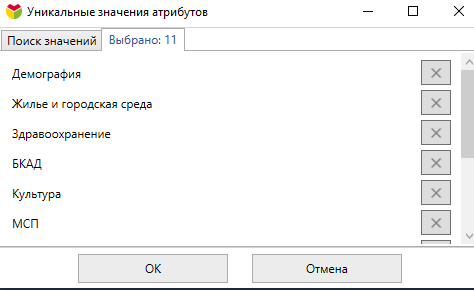 Уникальные значения атрибутов
Поиск значений Выбрано: 11
Демография
Жилье и городская среда
Здравоохранение
БКАД
Культура
МСП
ОК Отмена